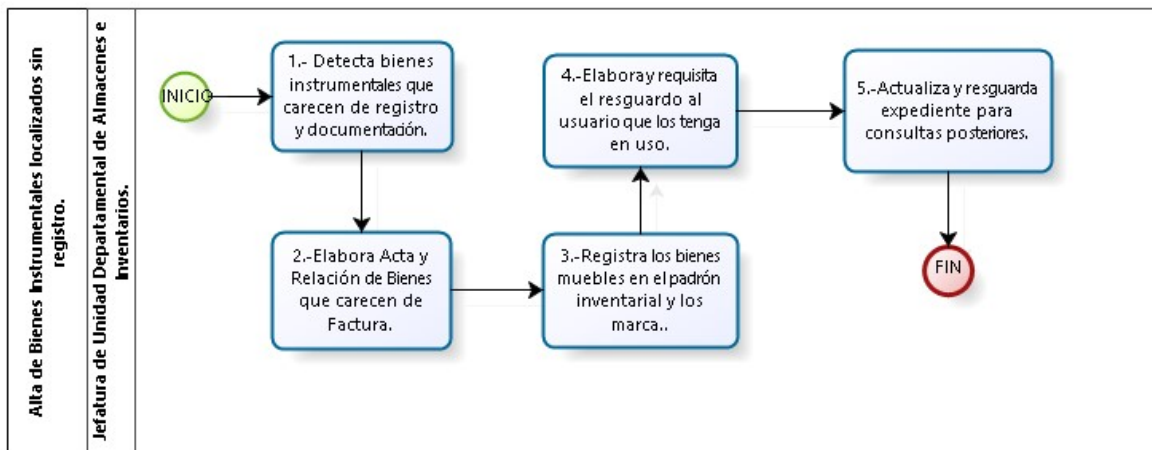 Alta de Bienes Instrumentales localizados sin
registro.
Jefatura de Unidad Departamental de Almacenes e
Inventarios.
INICIO
1.- Detecta bienes
instrumentales que
carecen de registro
y documentación.
2.-Elabora Acta y
Relación de Bienes
que carecen de
Factura.
3.-Registra los bienes
muebles en el padrón
inventarial y los
marca..
4.-Elabora y requisita
el resguardo al
usuario que los tenga
en uso.
5.-Actualiza y resguarda
expediente para
consultas posteriores.
FIN